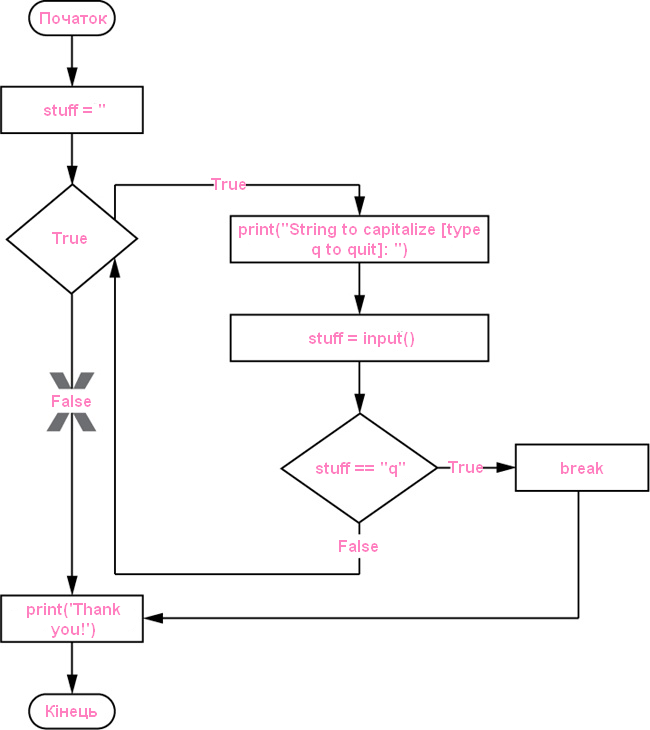 Початок
stuff = ''
True
True
print("String to capitalize [type
q to quit]: ")
stuff = input()
False
stuff == "q"
True
break
False
print('Thank
you!')
Кінець